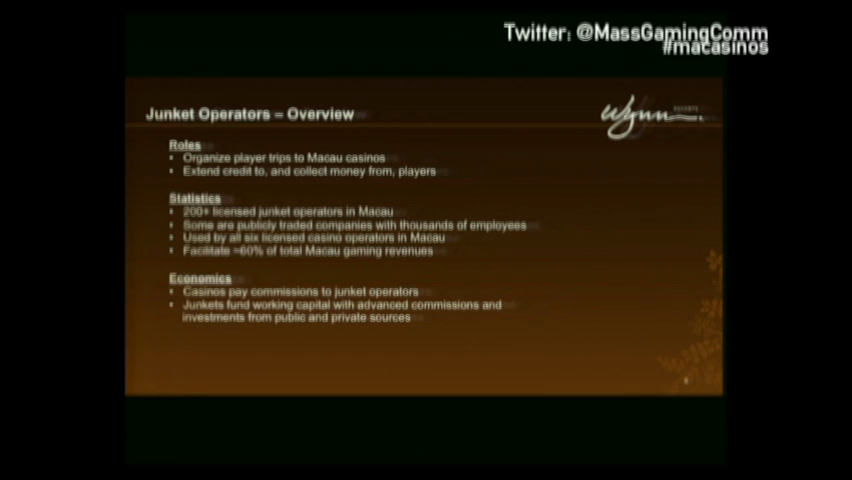 Twitter: @MassGamingComm
#macasinos
Junket Operators – Overview
Wynn
RESORTS
Roles
Organize player trips to Macau casinos
Extend credit to, and collect money from, players
Statistics
200+ licensed junket operators in Macau
Some are publicly traded companies with thousands of employees
Used by all six licensed casino operators in Macau
Facilitate ≈60% of total Macau gaming revenues
Economics
Casinos pay commissions to junket operators
Junkets fund working capital with advanced commissions and
investments from public and private sources